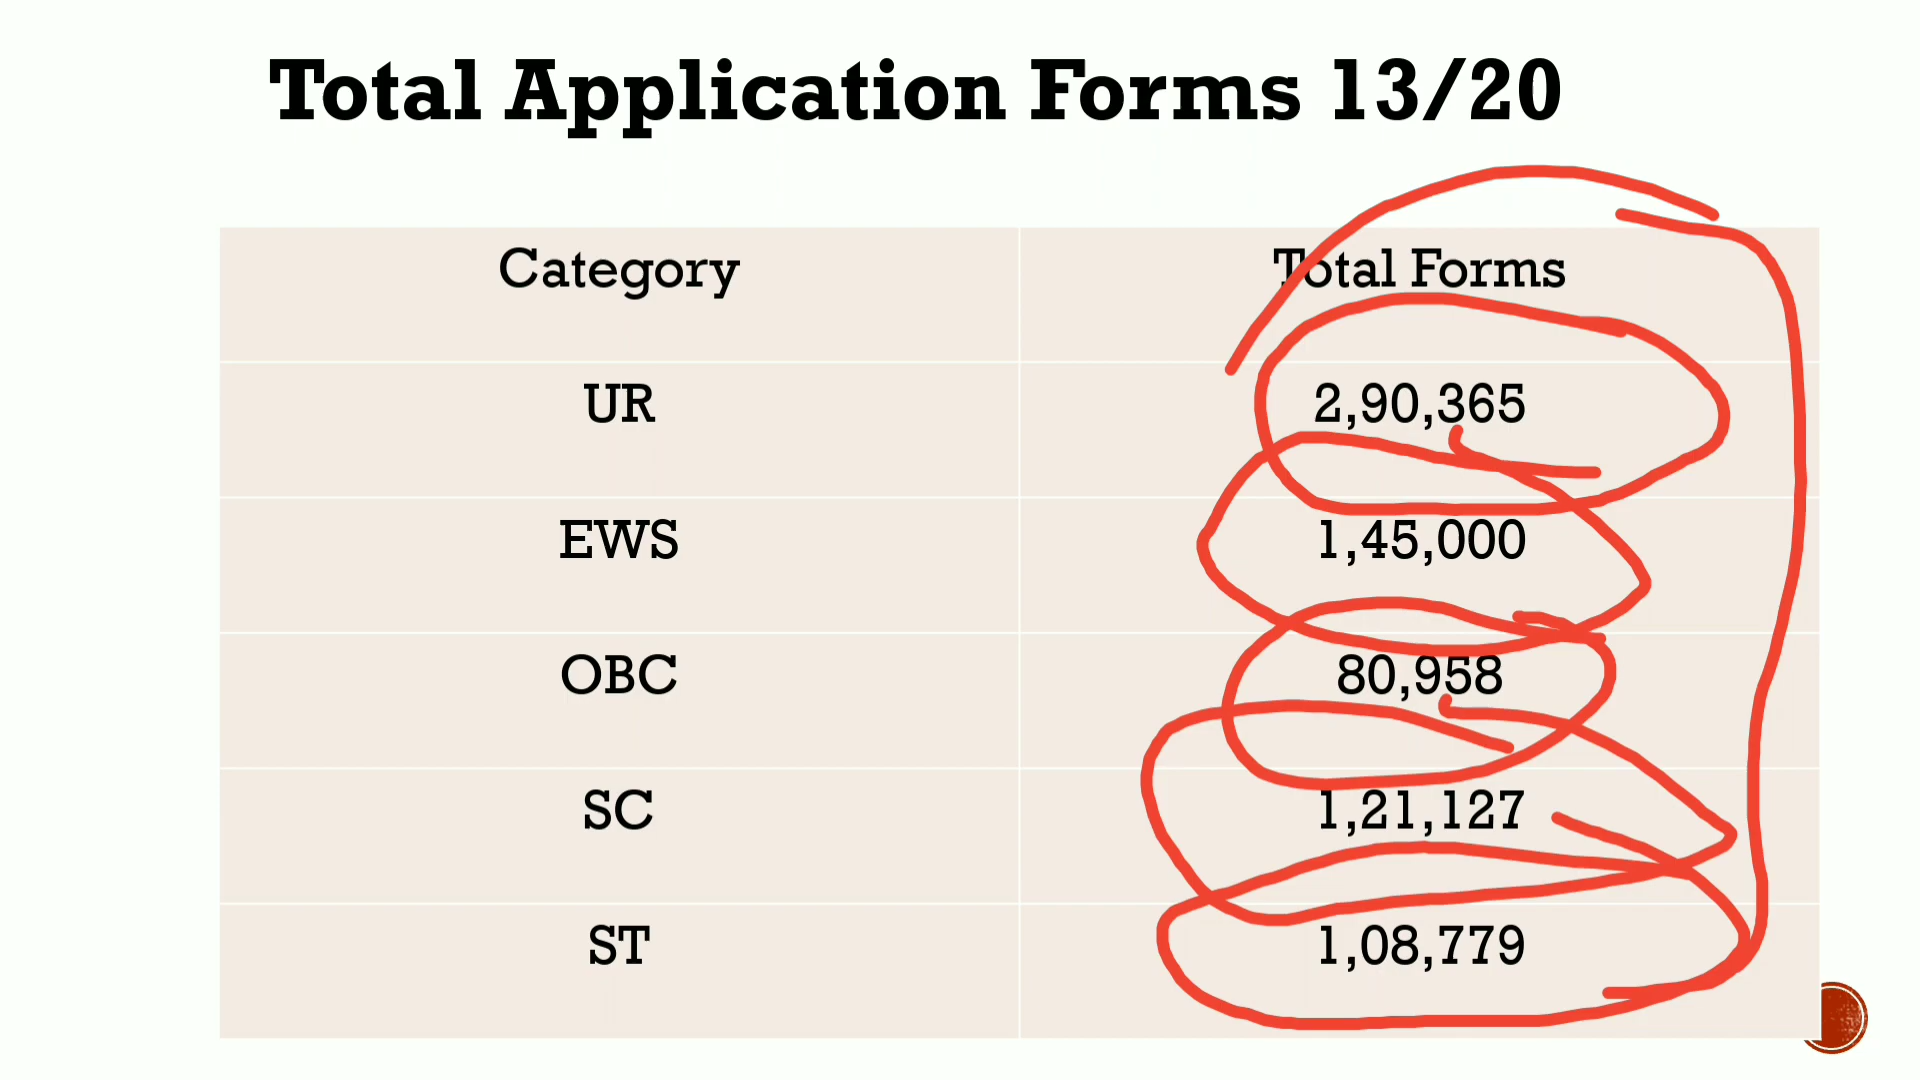 Total Application Forms 13/20
Category Total Forms
UR 2,90,365
EWS 1,45,000
OBC 80,958
SC 1,21,127
ST 1,08,779